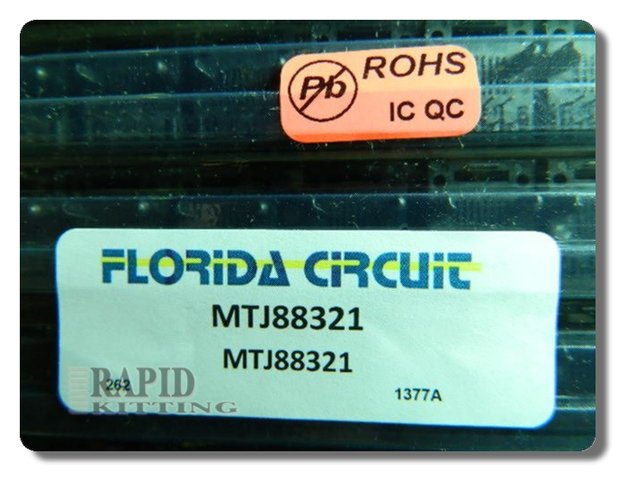 Pb ROHS
IC QC
FLORIDA CIRCUIT
MTJ88321
MTJ88321
262
RAPID
KITTING
1377A